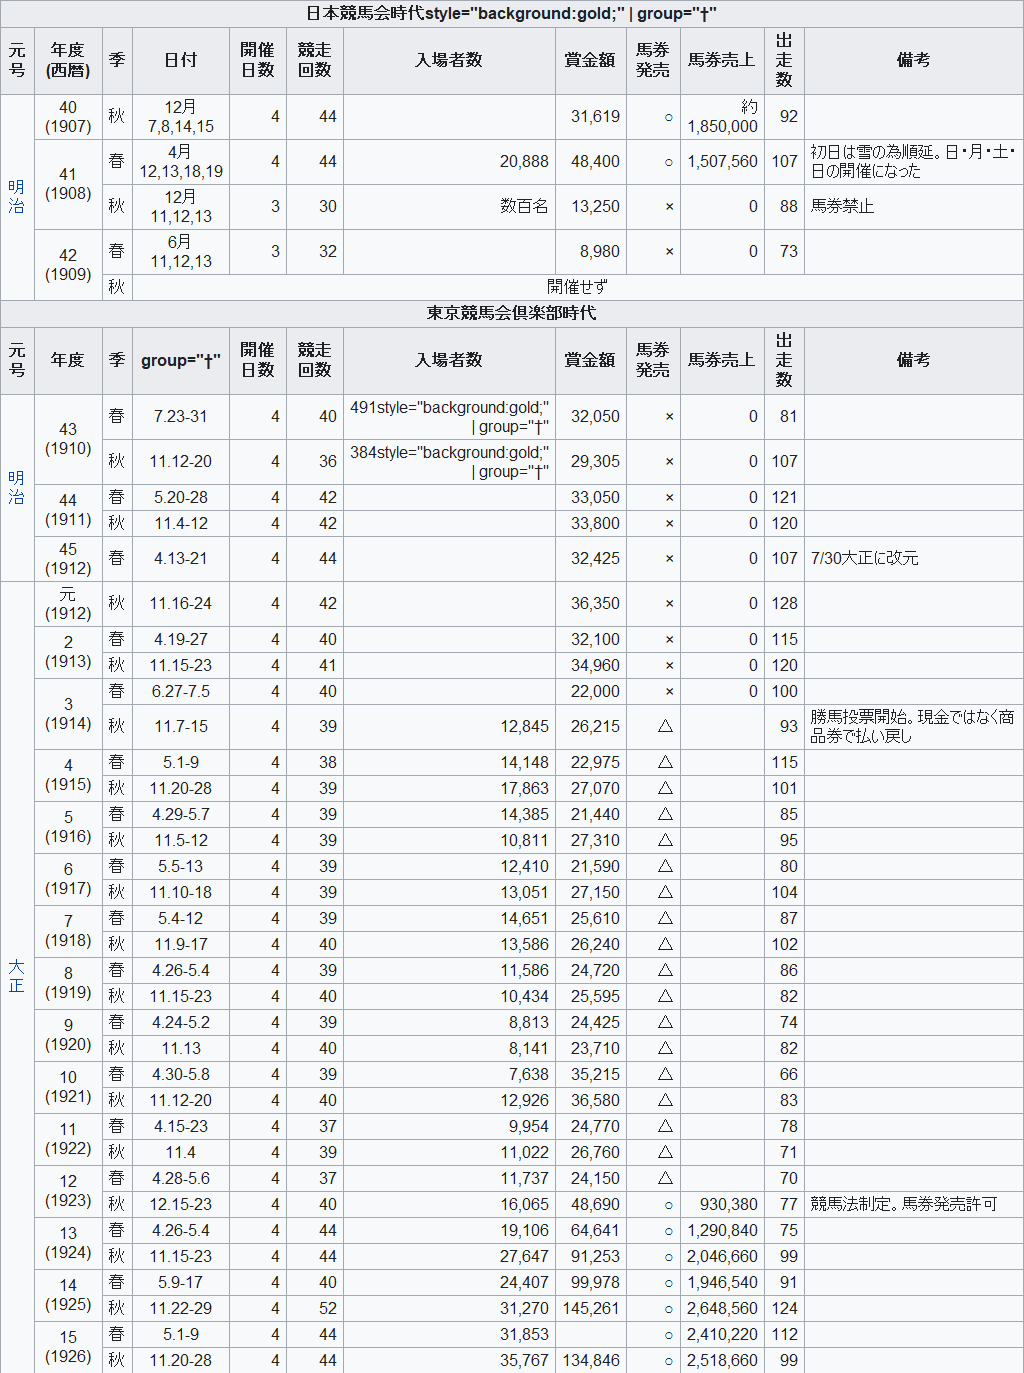 日本競馬会時代style="background:gold;" | group="†"
元号 年度(西暦) 季 日付 開催日数 競走回数 入場者数 賞金額 馬券発売 馬券売上 出走数 備考
明治 40(1907) 秋 12月7,8,14,15 4 44 31,619 ○ 約1,850,000 92
41(1908) 春 4月12,13,18,19 4 44 20,888 48,400 ○ 1,507,560 107 初日は雪の為順延。日・月・土・日の開催になった
秋 12月11,12,13 3 30 数百名 13,250 × 0 88 馬券禁止
42(1909) 春 6月11,12,13 3 32 8,980 × 0 73
秋 開催せず
東京競馬会倶楽部時代
元号 年度 季 group="†" 開催日数 競走回数 入場者数 賞金額 馬券発売 馬券売上 出走数 備考
明治 43(1910) 春 7.23-31 4 40 491style="background:gold;" | group="†" 32,050 × 0 81
秋 11.12-20 4 36 384style="background:gold;" | group="†" 29,305 × 0 107
44(1911) 春 5.20-28 4 42 33,050 × 0 121
秋 11.4-12 4 42 33,800 × 0 120
45(1912) 春 4.13-21 4 44 32,425 × 0 107 7/30大正に改元
大正 元(1912) 秋 11.16-24 4 42 36,350 × 0 128
2(1913) 春 4.19-27 4 40 32,100 × 0 115
秋 11.15-23 4 41 34,960 × 0 120
3(1914) 春 6.27-7.5 4 40 22,000 × 0 100
秋 11.7-15 4 39 12,845 26,215 △ 93 勝馬投票開始。現金ではなく商品券で払い戻し
4(1915) 春 5.1-9 4 38 14,148 22,975 △ 115
秋 11.20-28 4 39 17,863 27,070 △ 101
5(1916) 春 4.29-5.7 4 39 14,385 21,440 △ 85
秋 11.5-12 4 39 10,811 27,310 △ 95
6(1917) 春 5.5-13 4 39 12,410 21,590 △ 80
秋 11.10-18 4 39 13,051 27,150 △ 104
7(1918) 春 5.4-12 4 39 14,651 25,610 △ 87
秋 11.9-17 4 40 13,586 26,240 △ 102
8(1919) 春 4.26-5.4 4 39 11,586 24,720 △ 86
秋 11.15-23 4 40 10,434 25,595 △ 82
9(1920) 春 4.24-5.2 4 39 8,813 24,425 △ 74
秋 11.13 4 40 8,141 23,710 △ 82
10(1921) 春 4.30-5.8 4 39 7,638 35,215 △ 66
秋 11.12-20 4 40 12,926 36,580 △ 83
11(1922) 春 4.15-23 4 37 9,954 24,770 △ 78
秋 11.4 4 39 11,022 26,760 △ 71
12(1923) 春 4.28-5.6 4 37 11,737 24,150 △ 70
秋 12.15-23 4 40 16,065 48,690 ○ 930,380 77 競馬法制定。馬券発売許可
13(1924) 春 4.26-5.4 4 44 19,106 64,641 ○ 1,290,840 75
秋 11.15-23 4 44 27,647 91,253 ○ 2,046,660 99
14(1925) 春 5.9-17 4 40 24,407 99,978 ○ 1,946,540 91
秋 11.22-29 4 52 31,270 145,261 ○ 2,648,560 124
15(1926) 春 5.1-9 4 44 31,853 ○ 2,410,220 112
秋 11.20-28 4 44 35,767 134,846 ○ 2,518,660 99